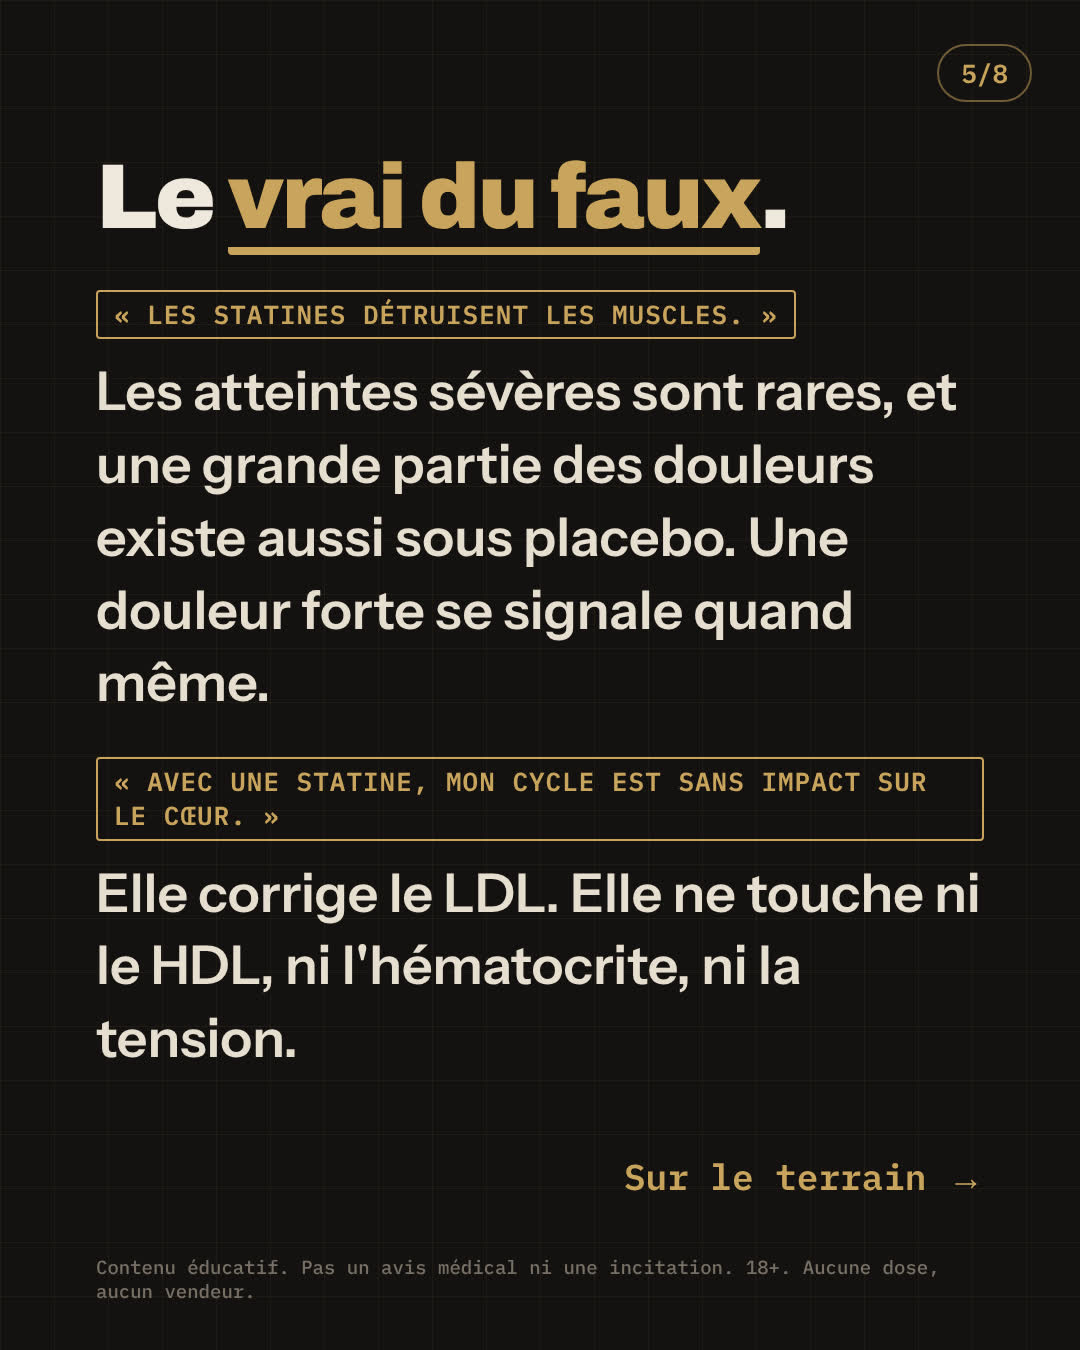 5/8
Le vrai du faux.
« LES STATINES DÉTRUISENT LES MUSCLES. »
Les atteintes sévères sont rares, et
une grande partie des douleurs
existe aussi sous placebo. Une
douleur forte se signale quand
même.
« AVEC UNE STATINE, MON CYCLE EST SANS IMPACT SUR
LE CŒUR. »
Elle corrige le LDL. Elle ne touche ni
le HDL, ni l'hématocrite, ni la
tension.
Sur le terrain →
Contenu éducatif. Pas un avis médical ni une incitation. 18+. Aucune dose,
aucun vendeur.